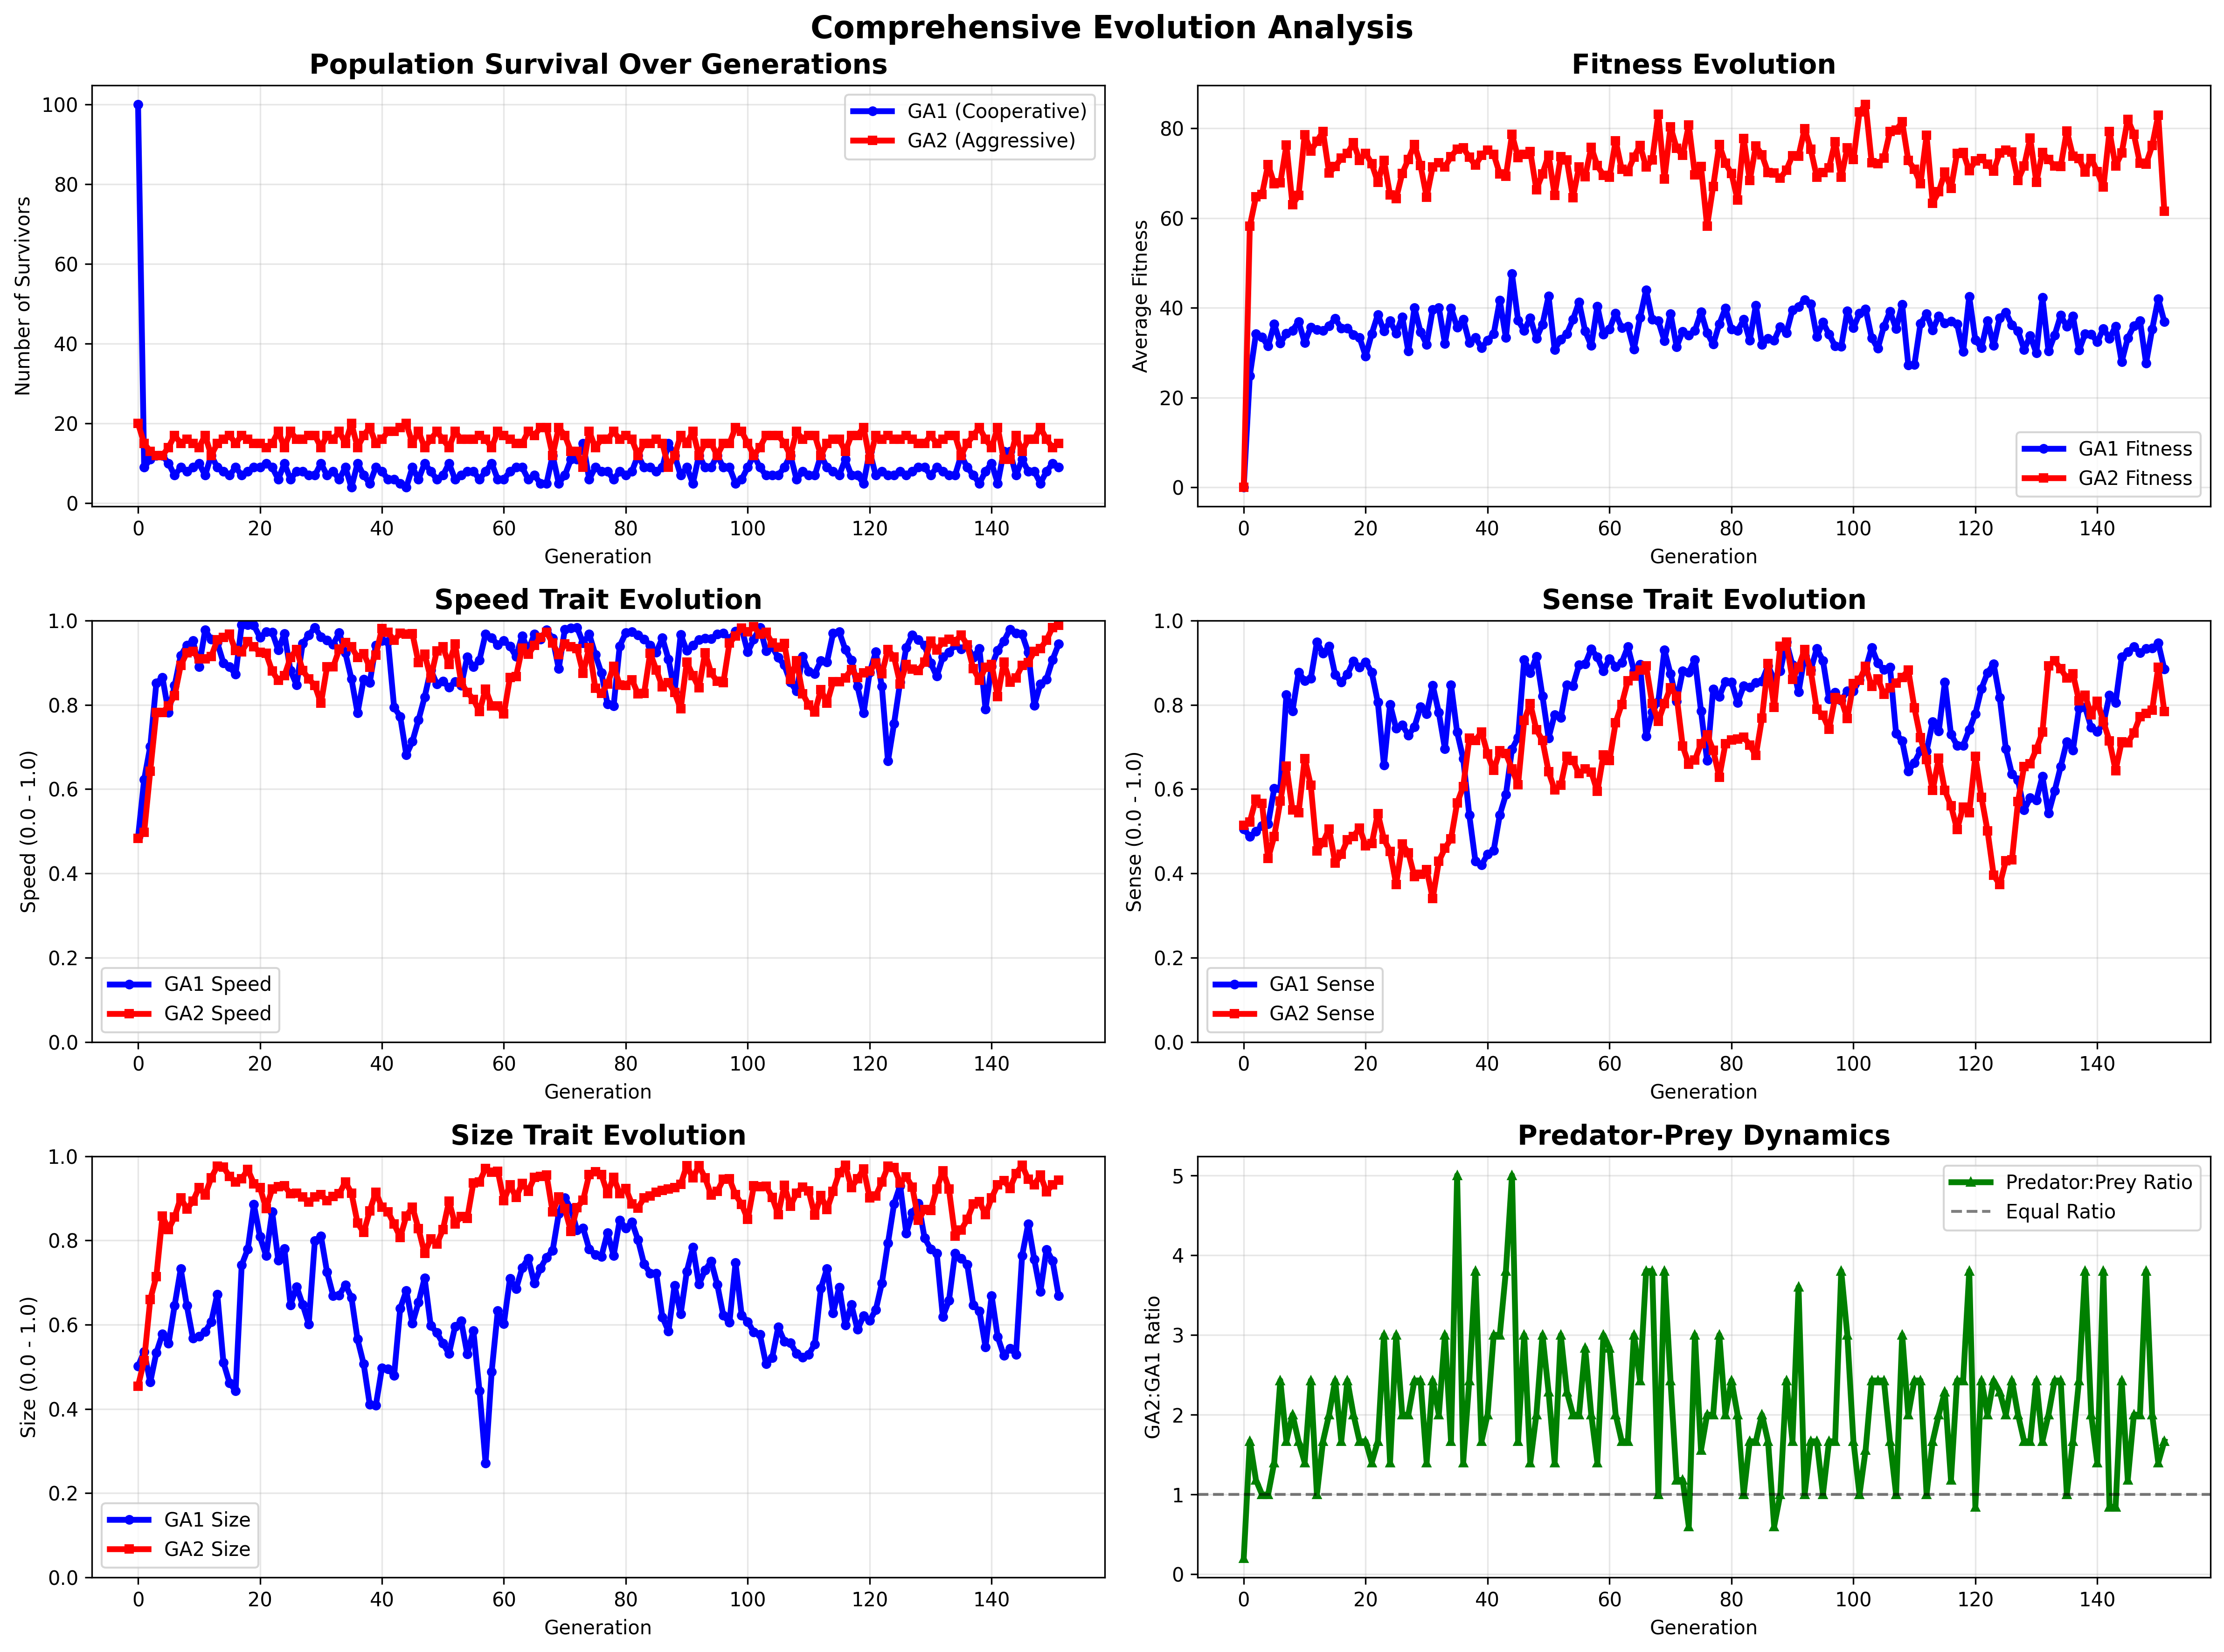 Comprehensive Evolution Analysis
Population Survival Over Generations
Number of Survivors
100
80
60
40
20
0
GA1 (Cooperative)
GA2 (Aggressive)
0 20 40 60 80 100 120 140
Generation
Fitness Evolution
Average Fitness
80
60
40
20
0
GA1 Fitness
GA2 Fitness
0 20 40 60 80 100 120 140
Generation
Speed Trait Evolution
Speed (0.0 - 1.0)
1.0
0.8
0.6
0.4
0.2
0.0
GA1 Speed
GA2 Speed
0 20 40 60 80 100 120 140
Generation
Sense Trait Evolution
Sense (0.0 - 1.0)
1.0
0.8
0.6
0.4
0.2
0.0
GA1 Sense
GA2 Sense
0 20 40 60 80 100 120 140
Generation
Size Trait Evolution
Size (0.0 - 1.0)
1.0
0.8
0.6
0.4
0.2
0.0
GA1 Size
GA2 Size
0 20 40 60 80 100 120 140
Generation
Predator-Prey Dynamics
GA2:GA1 Ratio
5
4
3
2
1
0
Predator:Prey Ratio
Equal Ratio
0 20 40 60 80 100 120 140
Generation